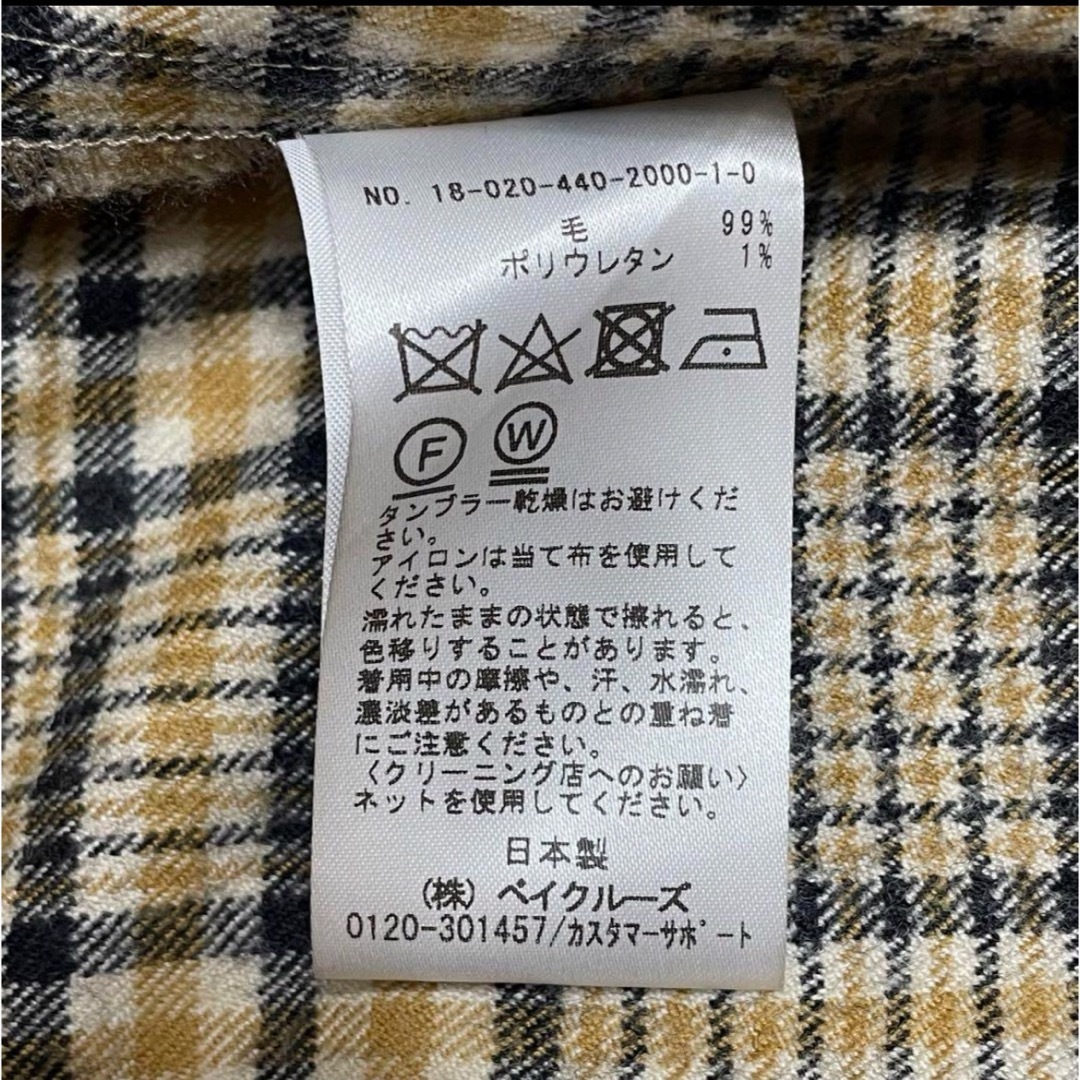 NO. 18-020-440-2000-1-0
毛 99%
ポリウレタン 1%
F W
タンブラー乾燥はお避けくだ
さい。
アイロンは当て布を使用して
ください。
濡れたままの状態で擦れると、
色移りすることがあります。
着用中の摩擦や、汗、水濡れ、
濃淡差があるものとの重ね着
にご注意ください。
〈クリーニング店へのお願い〉
ネットを使用してください。
日本製
(株) ベイクルーズ
0120-301457/カスタマーサポート